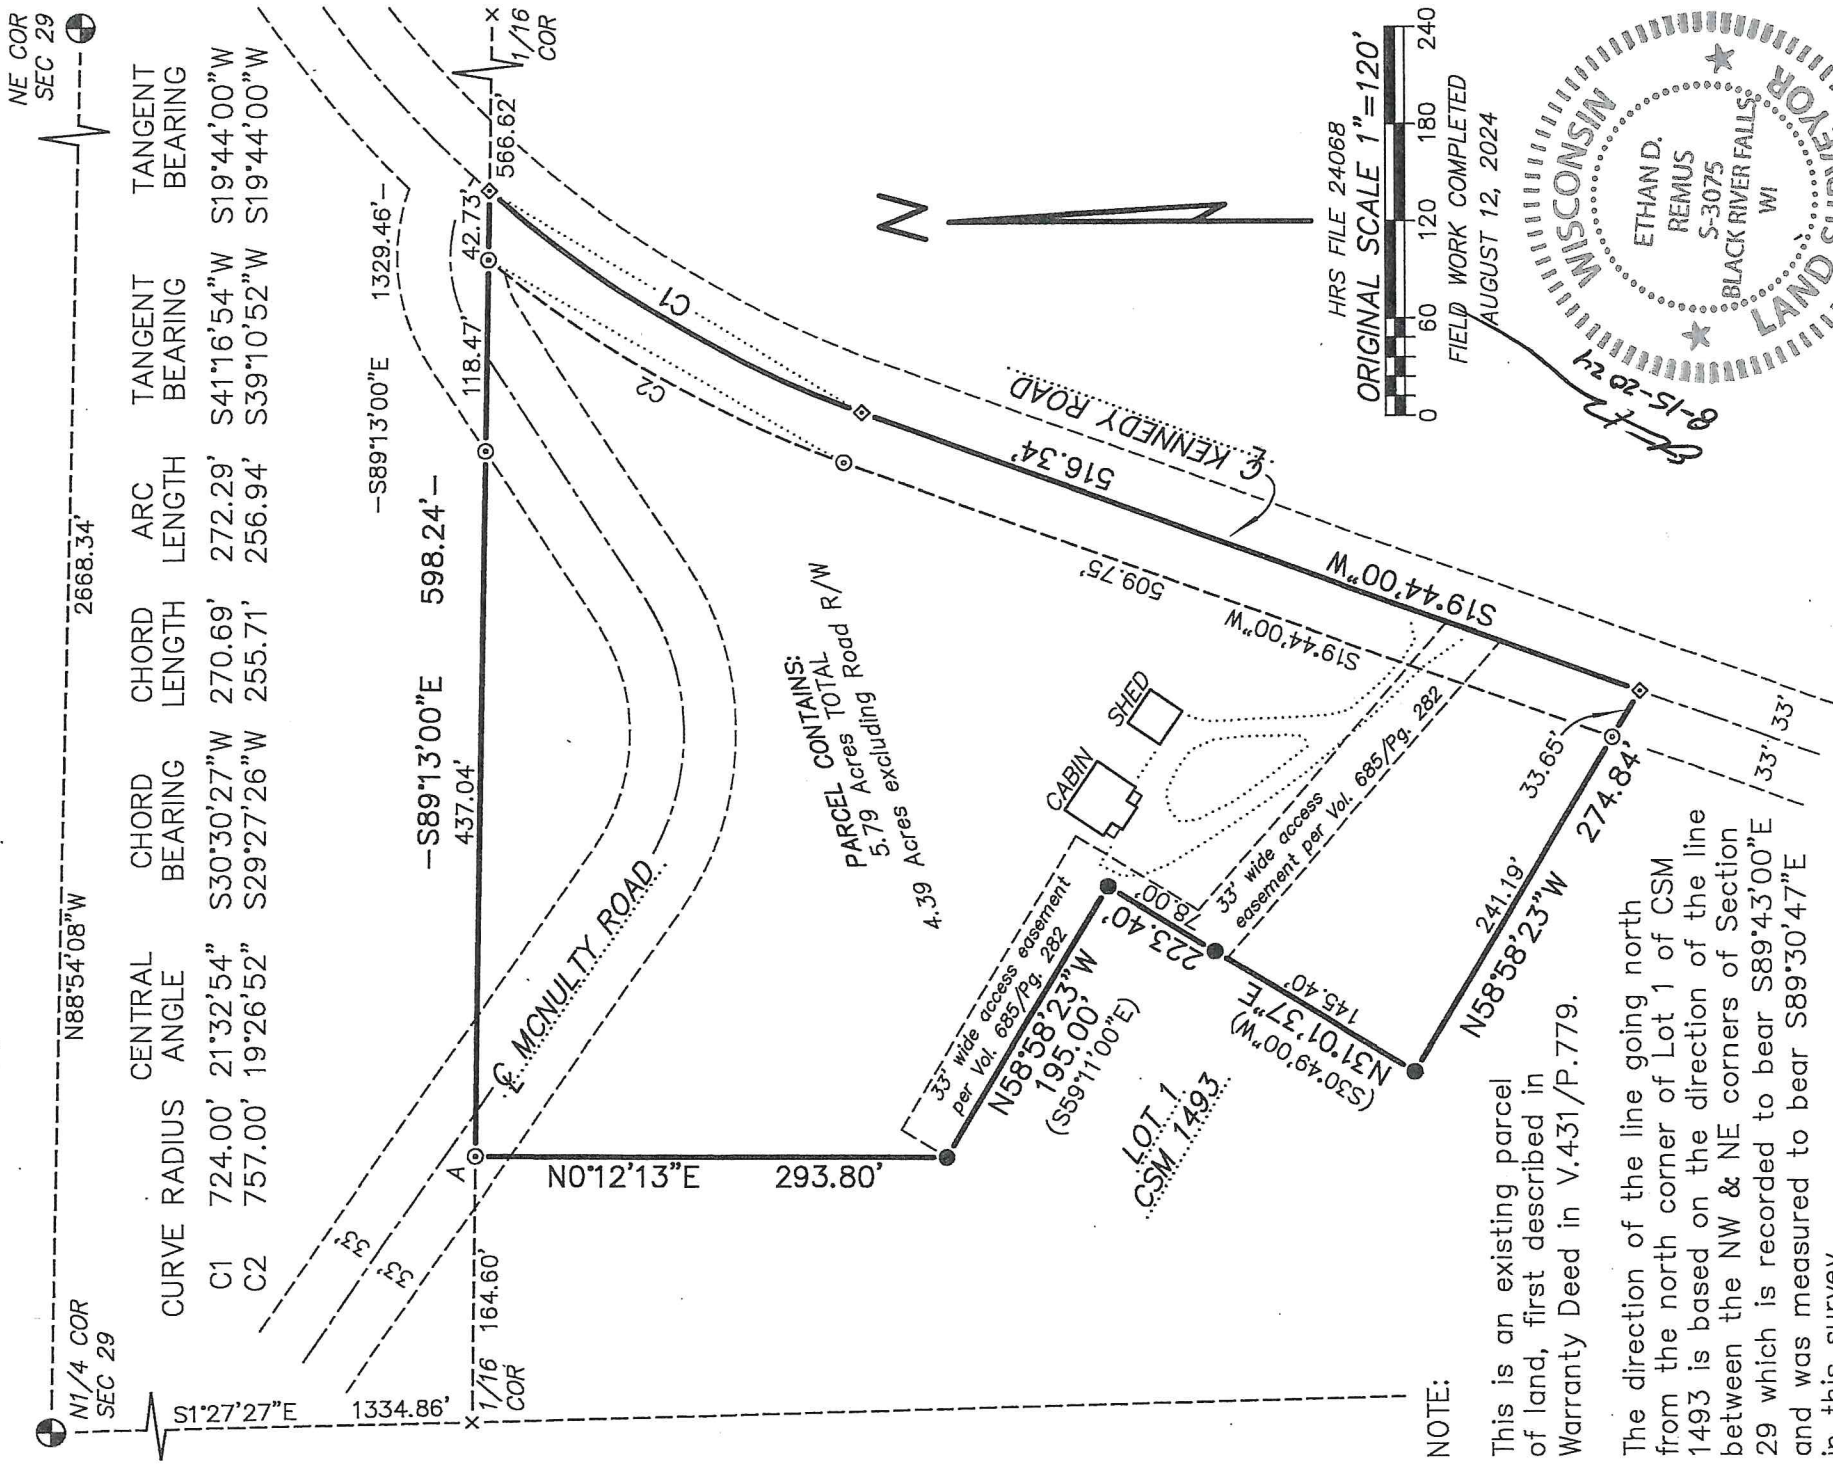 NE COR
SEC 29
N1/4 COR
SEC 29
N88°54'08"W
2668.34'
CURVE RADIUS CENTRAL ANGLE CHORD BEARING CHORD LENGTH ARC LENGTH TANGENT BEARING TANGENT BEARING
C1 724.00' 21°32'54" S30°30'27"W 270.69' 272.29' S41°16'54"W S19°44'00"W
C2 757.00' 19°26'52" S29°27'26"W 255.71' 256.94' S39°10'52"W S19°44'00"W
S1°27'27"E 1334.86'
1/16
COR
164.60'
A
-S89°13'00"E 1329.46'-
-S89°13'00"E 598.24'-
437.04'
118.47'
42.73'
566.62'
1/16
COR
33'
33'
℄ MCNULTY ROAD
C1
C2
N0°12'13"E 293.80'
PARCEL CONTAINS:
5.79 Acres TOTAL
4.39 Acres excluding Road R/W
33' wide access easement
per Vol. 685/Pg. 282
N58°58'23"W
195.00'
(S59°11'00"E)
CABIN
SHED
78.00'
223.40'
33' wide access
easement per Vol. 685/Pg. 282
145.40'
N31°01'37"E
(S30°49'00"W)
LOT 1
CSM 1493
509.75'
S19°44'00"W
516.34'
S19°44'00"W
℄ KENNEDY ROAD
33.65'
241.19'
N58°58'23"W 274.84'
33' 33'
N
HRS FILE 24068
ORIGINAL SCALE 1"=120'
0 60 120 180 240
FIELD WORK COMPLETED
AUGUST 12, 2024
8-15-2024
WISCONSIN
ETHAN D.
REMUS
S-3075
BLACK RIVER FALLS,
WI
LAND SURVEYOR
NOTE:
This is an existing parcel
of land, first described in
Warranty Deed in V.431/P.779.
The direction of the line going north
from the north corner of Lot 1 of CSM
1493 is based on the direction of the line
between the NW & NE corners of Section
29 which is recorded to bear S89°43'00"E
and was measured to bear S89°30'47"E
in this survey